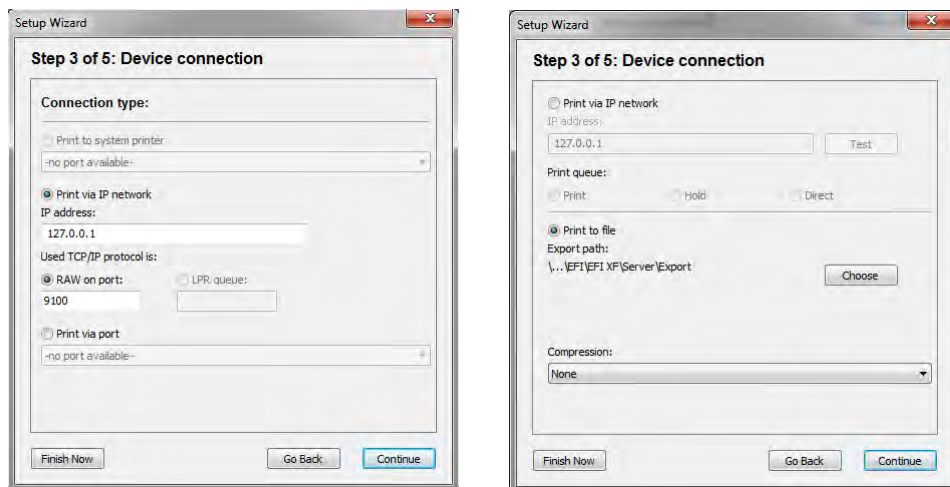 Setup Wizard
Step 3 of 5: Device connection
Connection type:
Print to system printer
-no port available-
Print via IP network
IP address:
127.0.0.1
Used TCP/IP protocol is:
RAW on port:
LPR queue:
9100
Print via port
-no port available-
Finish Now
Go Back
Continue
Setup Wizard
Step 3 of 5: Device connection
Print via IP network
IP address:
127.0.0.1
Test
Print queue:
Print
Hold
Direct
Print to file
Export path:
\...\EFI\EFI XF\Server\Export
Choose
Compression:
None
Finish Now
Go Back
Continue